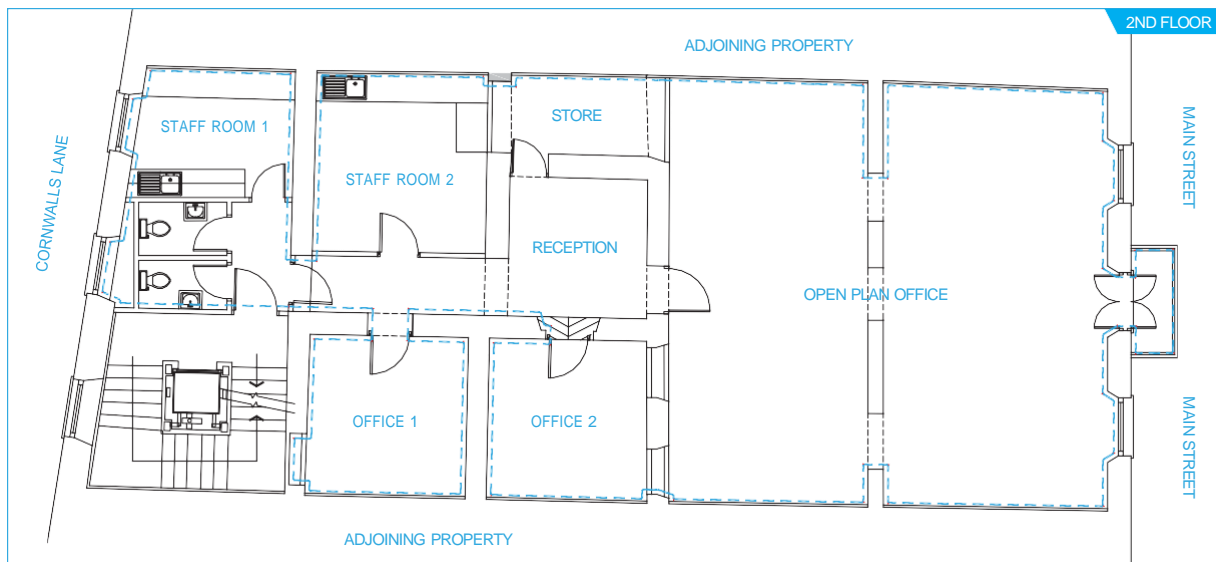 2ND FLOOR
ADJOINING PROPERTY
STAFF ROOM 1
STORE
MAIN STREET
CORNWALLS LANE
STAFF ROOM 2
RECEPTION
OPEN PLAN OFFICE
OFFICE 1
OFFICE 2
MAIN STREET
ADJOINING PROPERTY